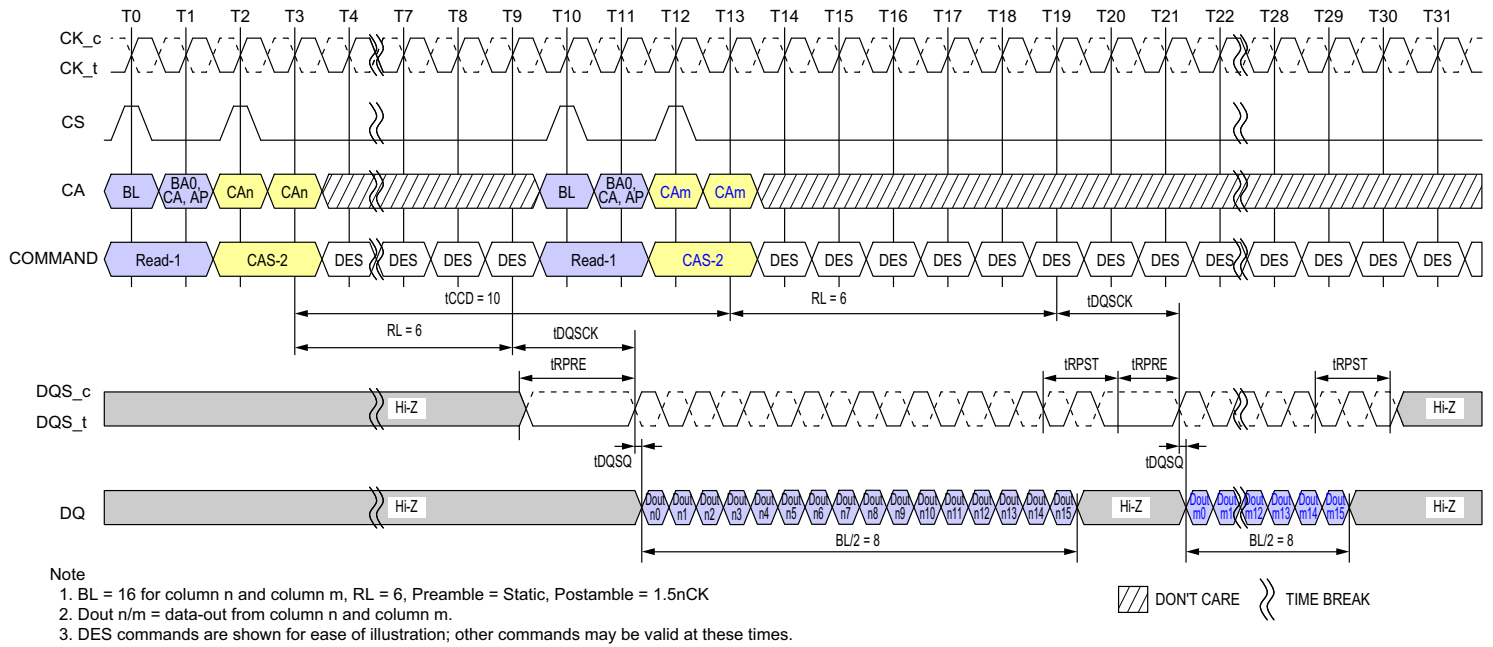 T0 T1 T2 T3 T4 T7 T8 T9 T10 T11 T12 T13 T14 T15 T16 T17 T18 T19 T20 T21 T22 T28 T29 T30 T31
CK_c
CK_t
CS
CA BL BA0, CA, AP CAn CAn BL BA0, CA, AP CAm CAm
COMMAND Read-1 CAS-2 DES DES DES DES Read-1 CAS-2 DES DES DES DES DES DES DES DES DES DES DES DES DES
tCCD = 10 RL = 6 tDQSCK
RL = 6 tDQSCK
tRPRE tRPST tRPRE tRPST
DQS_c
DQS_t
Hi-Z Hi-Z
tDQSQ tDQSQ
DQ Hi-Z Dout n0 Dout n1 Dout n2 Dout n3 Dout n4 Dout n5 Dout n6 Dout n7 Dout n8 Dout n9 Dout n10 Dout n11 Dout n12 Dout n13 Dout n14 Dout n15 Hi-Z Dout m0 Dout m1 Dout m12 Dout m13 Dout m14 Dout m15 Hi-Z
BL/2 = 8 BL/2 = 8
Note
1. BL = 16 for column n and column m, RL = 6, Preamble = Static, Postamble = 1.5nCK
2. Dout n/m = data-out from column n and column m.
3. DES commands are shown for ease of illustration; other commands may be valid at these times.
DON'T CARE TIME BREAK